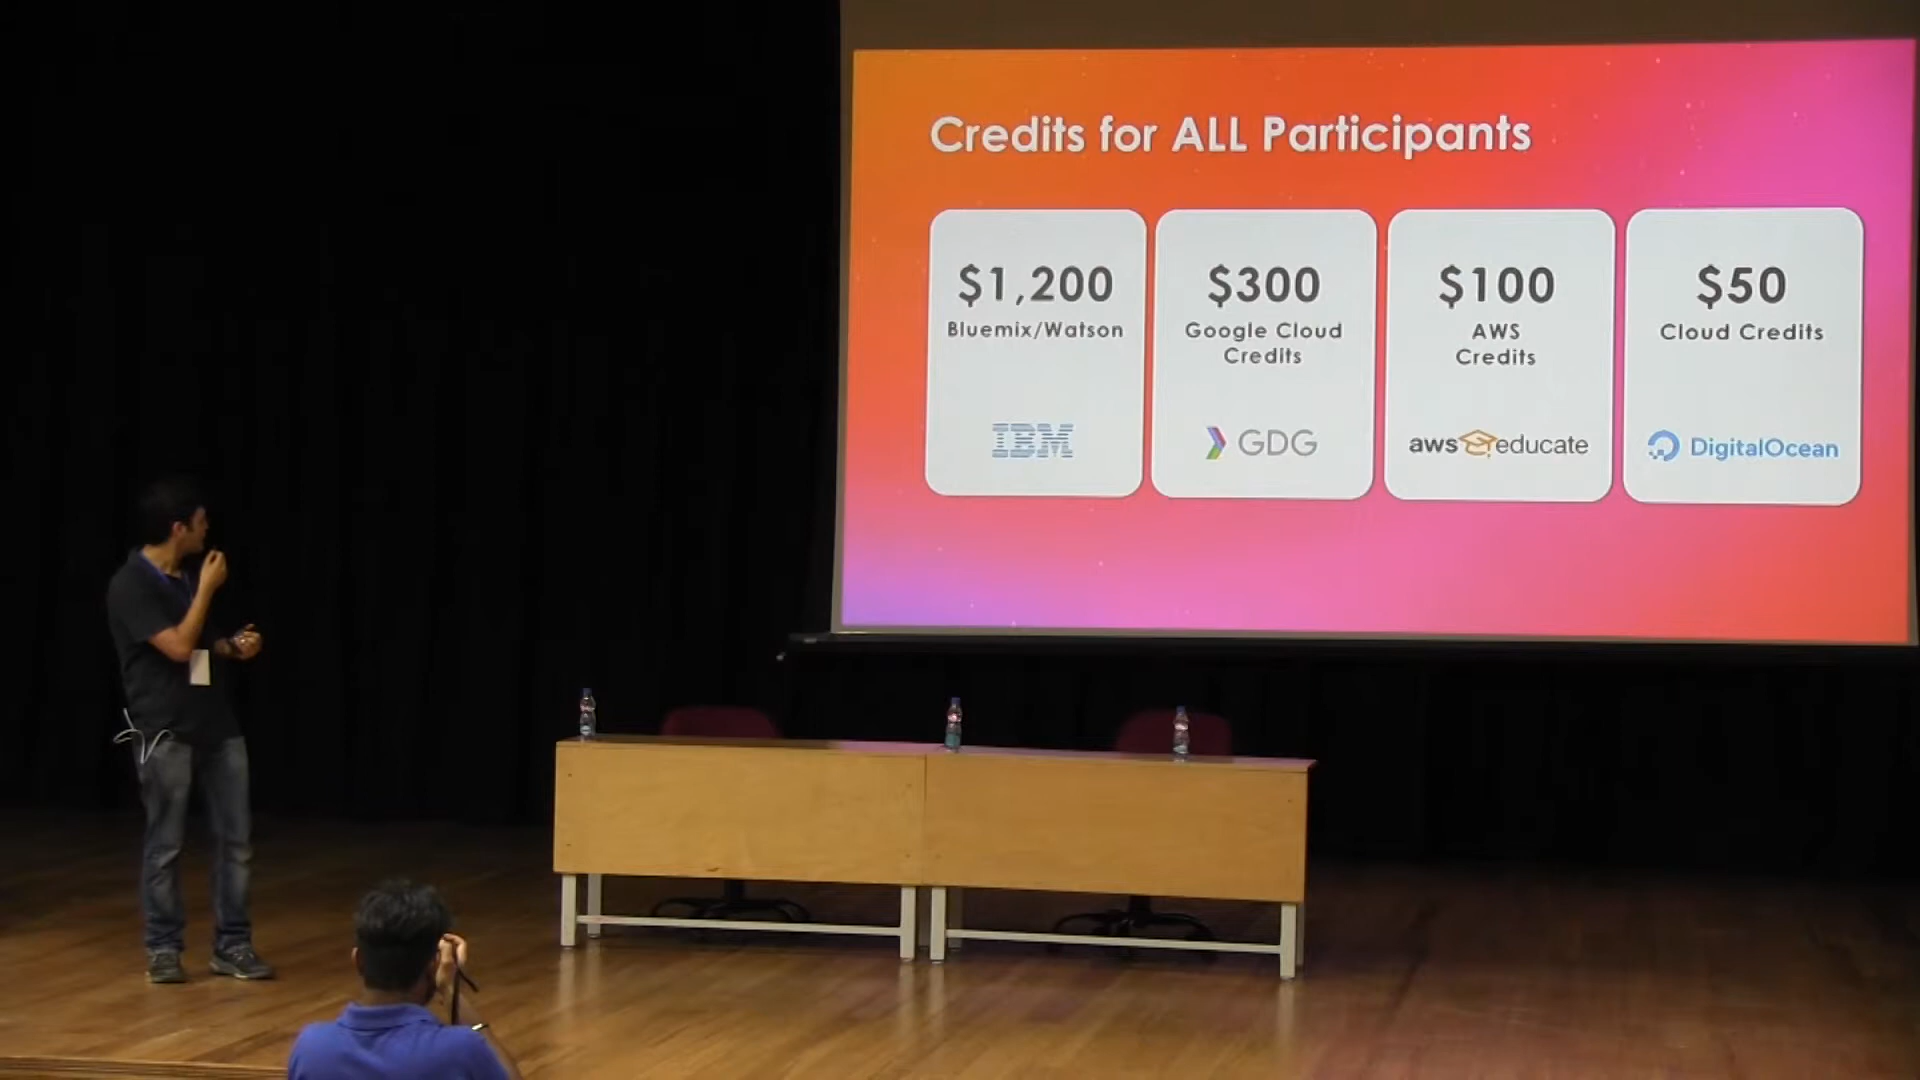 Credits for ALL Participants
$1,200
Bluemix/Watson
IBM
$300
Google Cloud
Credits
GDG
$100
AWS
Credits
aws educate
$50
Cloud Credits
DigitalOcean